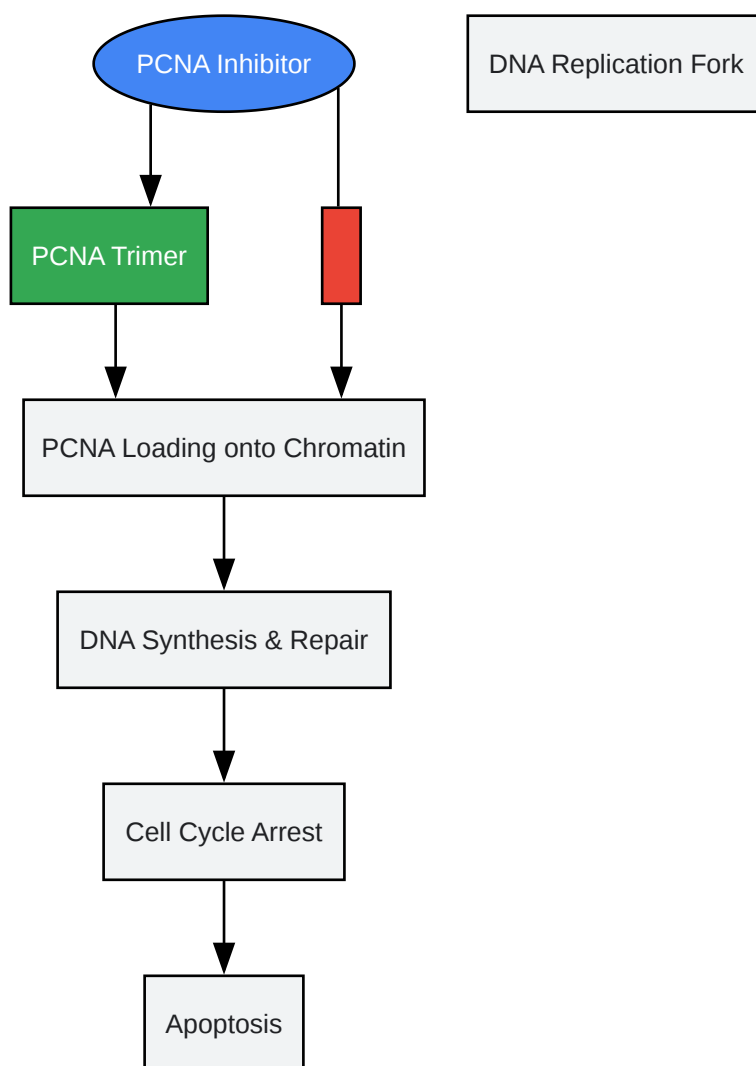 PCNA Inhibitor
DNA Replication Fork
PCNA Trimer
PCNA Loading onto Chromatin
DNA Synthesis & Repair
Cell Cycle Arrest
Apoptosis